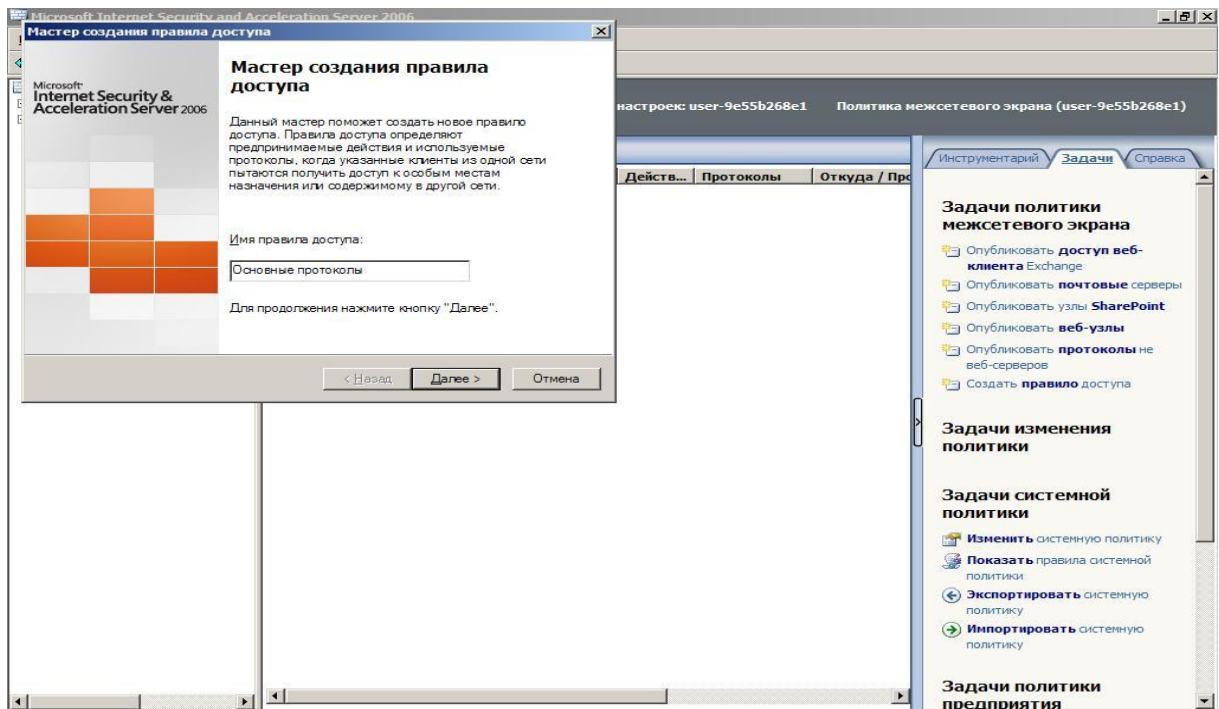 Microsoft Internet Security and Acceleration Server 2006
Мастер создания правила доступа
Microsoft
Internet Security &
Acceleration Server 2006
Мастер создания правила
доступа
Данный мастер поможет создать новое правило
доступа. Правила доступа определяют
предпринимаемые действия и используемые
протоколы, когда указанные клиенты из одной сети
пытаются получить доступ к особым местам
назначения или содержимому в другой сети.
Имя правила доступа:
Основные протоколы
Для продолжения нажмите кнопку "Далее".
< Назад
Далее >
Отмена
настроек: user-9e55b268e1
Политика межсетевого экрана (user-9e55b268e1)
Действ...
Протоколы
Откуда / Про
Инструментарий
Задачи
Справка
Задачи политики
межсетевого экрана
Опубликовать доступ веб-
клиента Exchange
Опубликовать почтовые серверы
Опубликовать узлы SharePoint
Опубликовать веб-узлы
Опубликовать протоколы не
веб-серверов
Создать правило доступа
Задачи изменения
политики
Задачи системной
политики
Изменить системную политику
Показать правила системной
политики
Экспортировать системную
политику
Импортировать системную
политику
Задачи политики
предприятия